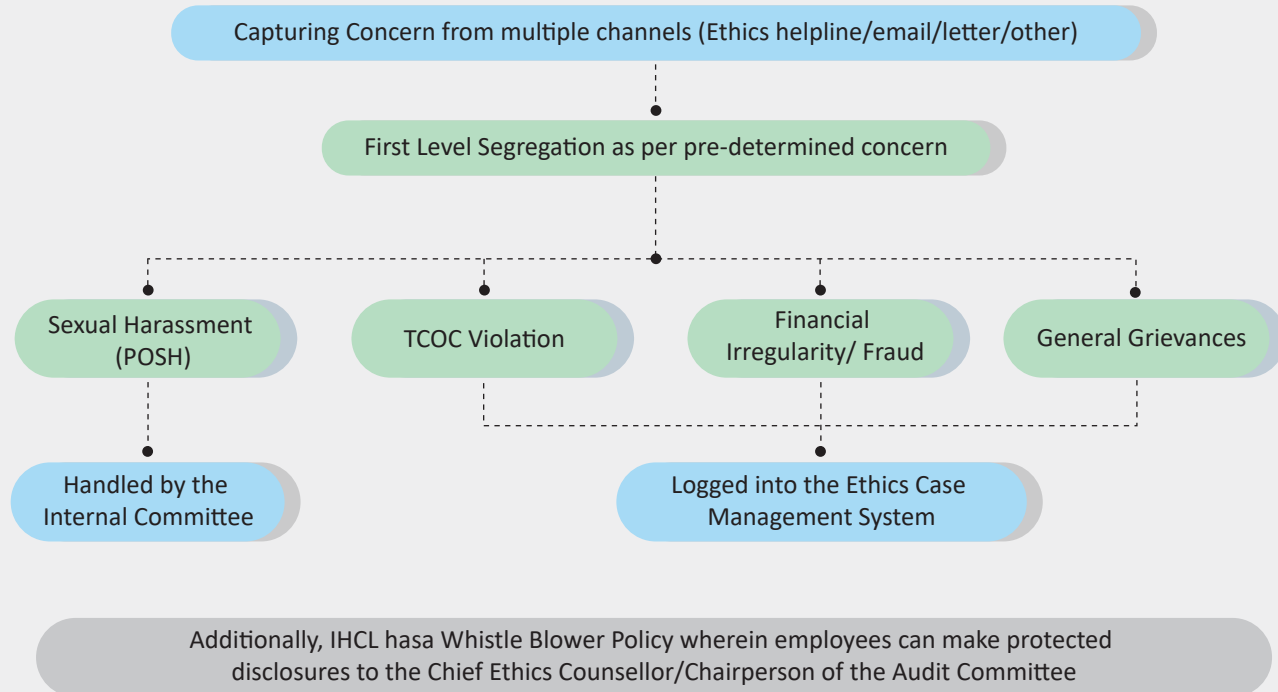 Capturing Concern from multiple channels (Ethics helpline/email/letter/other)
First Level Segregation as per pre-determined concern
Sexual Harassment
(POSH)
TCOC Violation
Financial
Irregularity/ Fraud
General Grievances
Handled by the
Internal Committee
Logged into the Ethics Case
Management System
Additionally, IHCL hasa Whistle Blower Policy wherein employees can make protected
disclosures to the Chief Ethics Counsellor/Chairperson of the Audit Committee